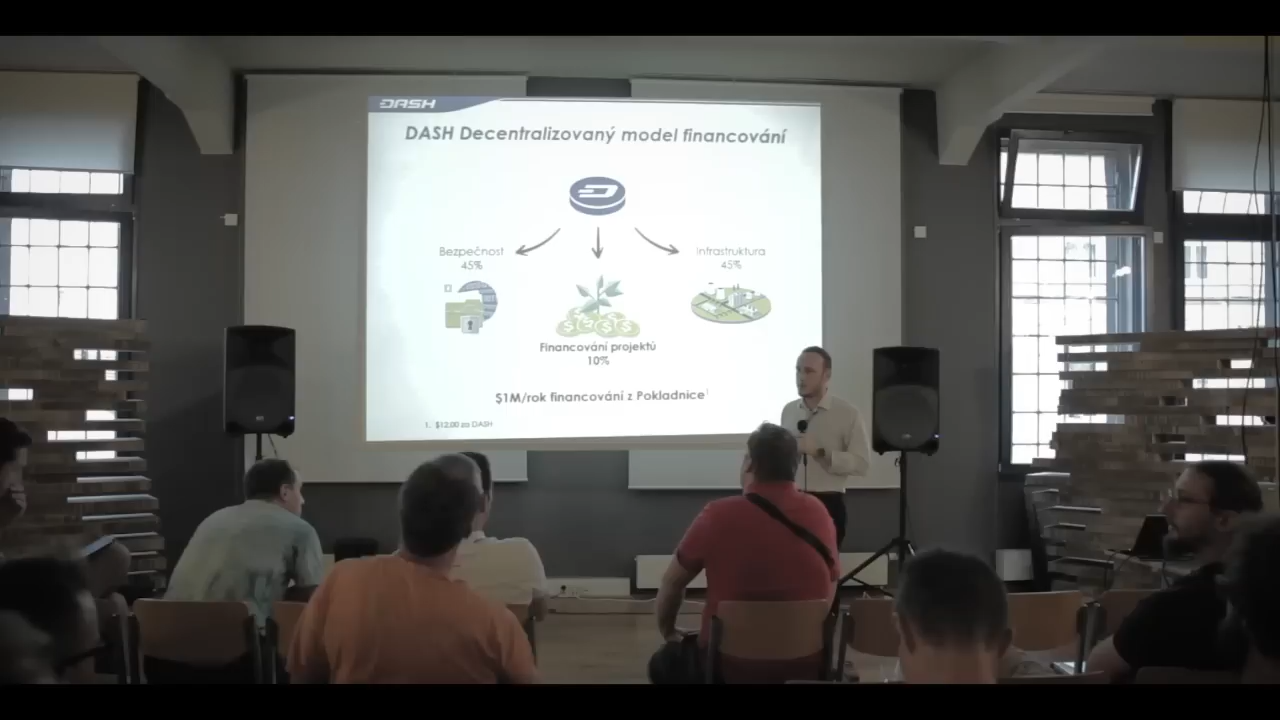 DASH
DASH Decentralizovaný model financování
Bezpečnost
45%
Infrastruktura
45%
Financování projektů
10%
$1M/rok financování z Pokladnice¹
1. $12,00 za DASH